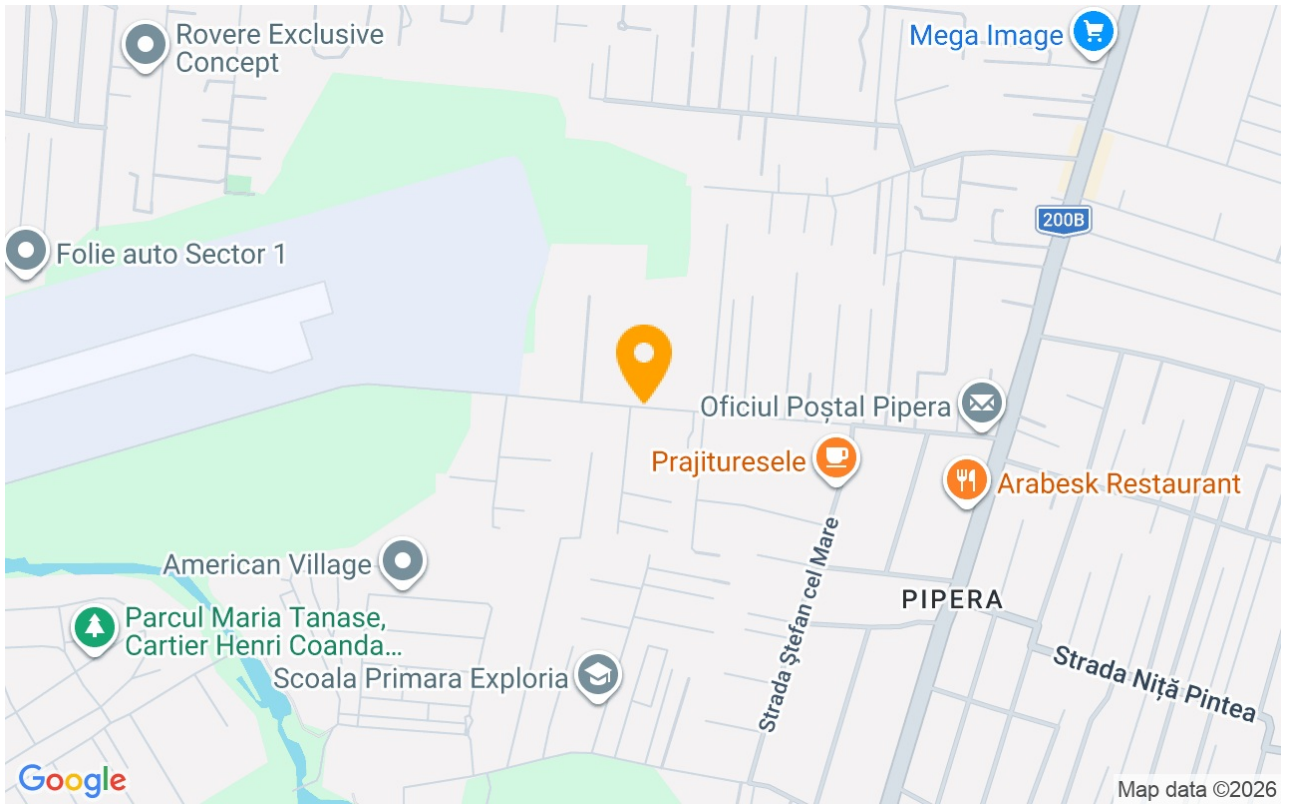 Rovere Exclusive
Concept
Mega Image
200B
Folie auto Sector 1
Oficiul Poștal Pipera
Prajituresele
Arabesk Restaurant
American Village
PIPERA
Parcul Maria Tanase,
Cartier Henri Coanda...
Scoala Primara Exploria
Strada Ștefan cel Mare
Strada Niță Pintea
Google
Map data ©2026